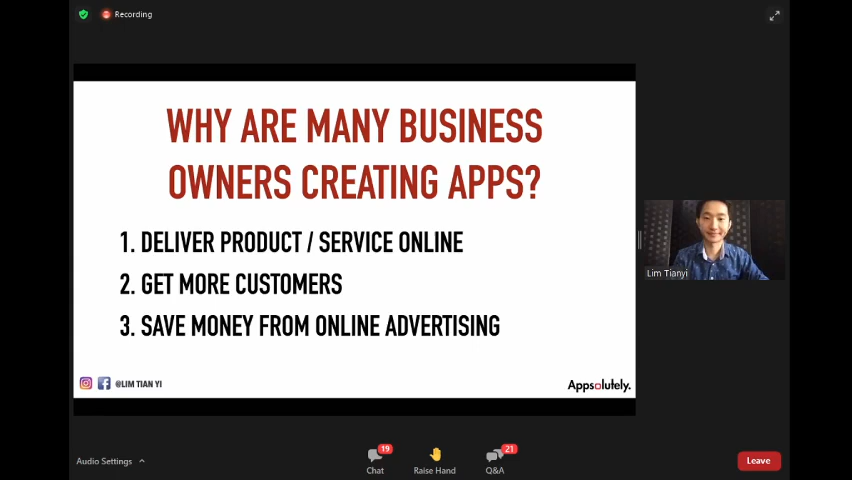 Recording
WHY ARE MANY BUSINESS
OWNERS CREATING APPS?
1. DELIVER PRODUCT / SERVICE ONLINE
2. GET MORE CUSTOMERS
3. SAVE MONEY FROM ONLINE ADVERTISING
@LIM TIAN YI
Appsolutely.
Lim Tianyi
Audio Settings
19
Chat
Raise Hand
21
Q&A
Leave